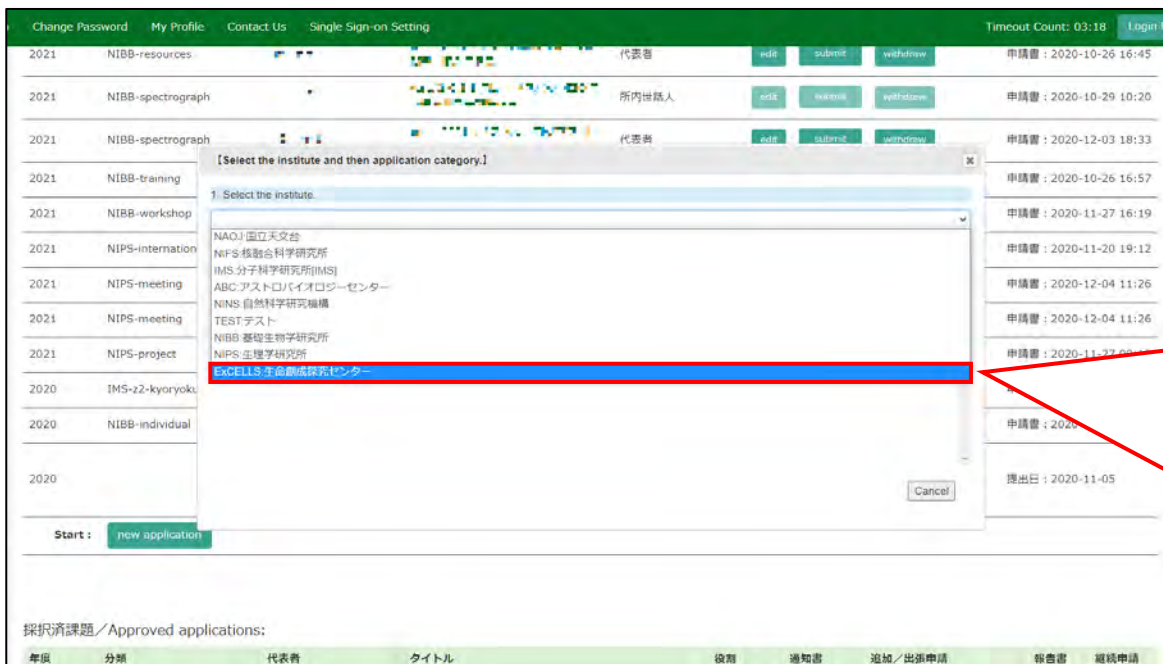 Change Password My Profile Contact Us Single Sign-on Setting Timeout Count: 03:18 Login
2021 NIBB-resources 代表者 edit submit withdraw 申請書：2020-10-26 16:45
2021 NIBB-spectrograph 所内世話人 edit submit withdraw 申請書：2020-10-29 10:20
2021 NIBB-spectrograph 代表者 edit submit withdraw 申請書：2020-12-03 18:33
【Select the institute and then application category.】
2021 NIBB-training 申請書：2020-10-26 16:57
1. Select the institute.
2021 NIBB-workshop 申請書：2020-11-27 16:19
NAOJ:国立天文台
NIFS:核融合科学研究所
2021 NIPS-internation 申請書：2020-11-20 19:12
IMS:分子科学研究所[IMS]
ABC:アストロバイオロジーセンター
2021 NIPS-meeting 申請書：2020-12-04 11:26
NINS:自然科学研究機構
TEST:テスト
2021 NIPS-meeting 申請書：2020-12-04 11:26
NIBB:基礎生物学研究所
NIPS:生理学研究所
2021 NIPS-project 申請書：2020-11-27
ExCELLS:生命創成探究センター
2020 IMS-z2-kyoryoku
2020 NIBB-individual 申請書：2020
2020 提出日：2020-11-05
Cancel
Start : new application
採択済課題／Approved applications:
年度 分類 代表者 タイトル 役割 通知書 追加／出張申請 報告書 継続申請